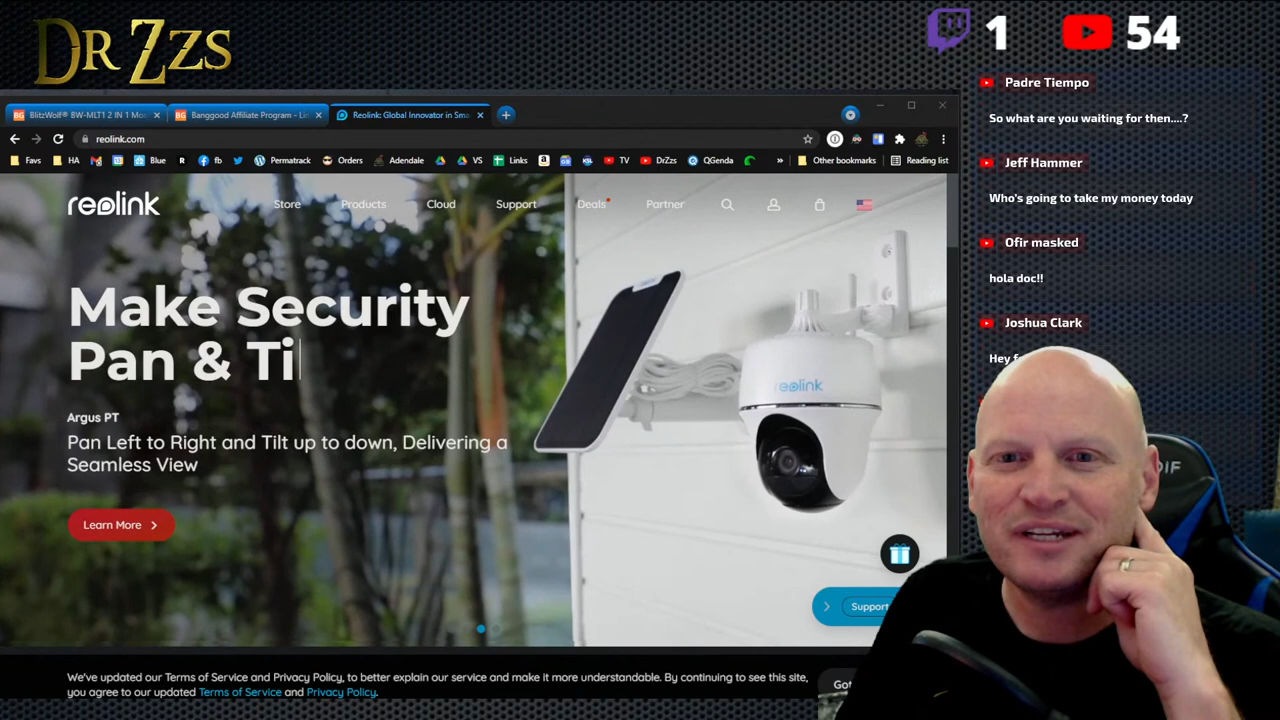 DR ZZS
1
54
BlitzWolf® BW-MLT1 2 IN 1 Mo
Banggood Affiliate Program - Li
Reolink: Global Innovator in Sma
reolink.com
Favs
HA
Blue
R
fb
Permatrack
Orders
Adendale
VS
Links
TV
DrZzs
QGenda
Other bookmarks
Reading list
reolink
Store
Products
Cloud
Support
Deals
Partner
Make Security
Pan & Ti
Argus PT
Pan Left to Right and Tilt up to down, Delivering a
Seamless View
Learn More
reolink
Support
We've updated our Terms of Service and Privacy Policy, to better explain our service and make it more understandable. By continuing to see this site,
you agree to our updated Terms of Service and Privacy Policy.
Got
Padre Tiempo
So what are you waiting for then....?
Jeff Hammer
Who's going to take my money today
Ofir masked
hola doc!!
Joshua Clark
Hey